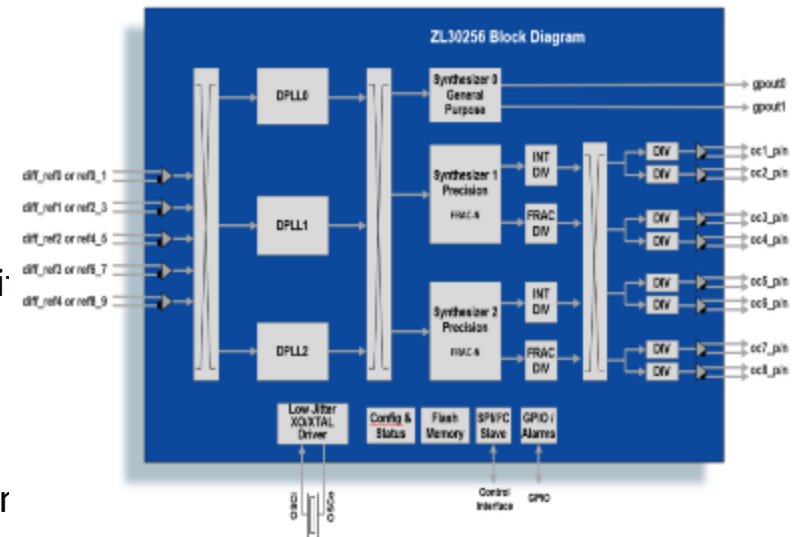 ZL30256 Block Diagram
DPLL0
DPLL1
DPLL2
Synthesizer 0
General
Purpose
Synthesizer 1
Precision
FRAC-N
Synthesizer 2
Precision
FRAC-N
INT
DIV
FRAC
DIV
INT
DIV
FRAC
DIV
DIV
DIV
DIV
DIV
DIV
DIV
DIV
DIV
gpout0
gpout1
oc1_p/n
oc2_p/n
oc3_p/n
oc4_p/n
oc5_p/n
oc6_p/n
oc7_p/n
oc8_p/n
diff_ref0 or ref0_1
diff_ref1 or ref2_3
diff_ref2 or ref4_5
diff_ref3 or ref6_7
diff_ref4 or ref8_9
Low Jitter
XO/XTAL
Driver
Config &
Status
Flash
Memory
SPI/I²C
Slave
GPIO /
Alarms
OSCi
OSCo
Control
Interface
GPIO